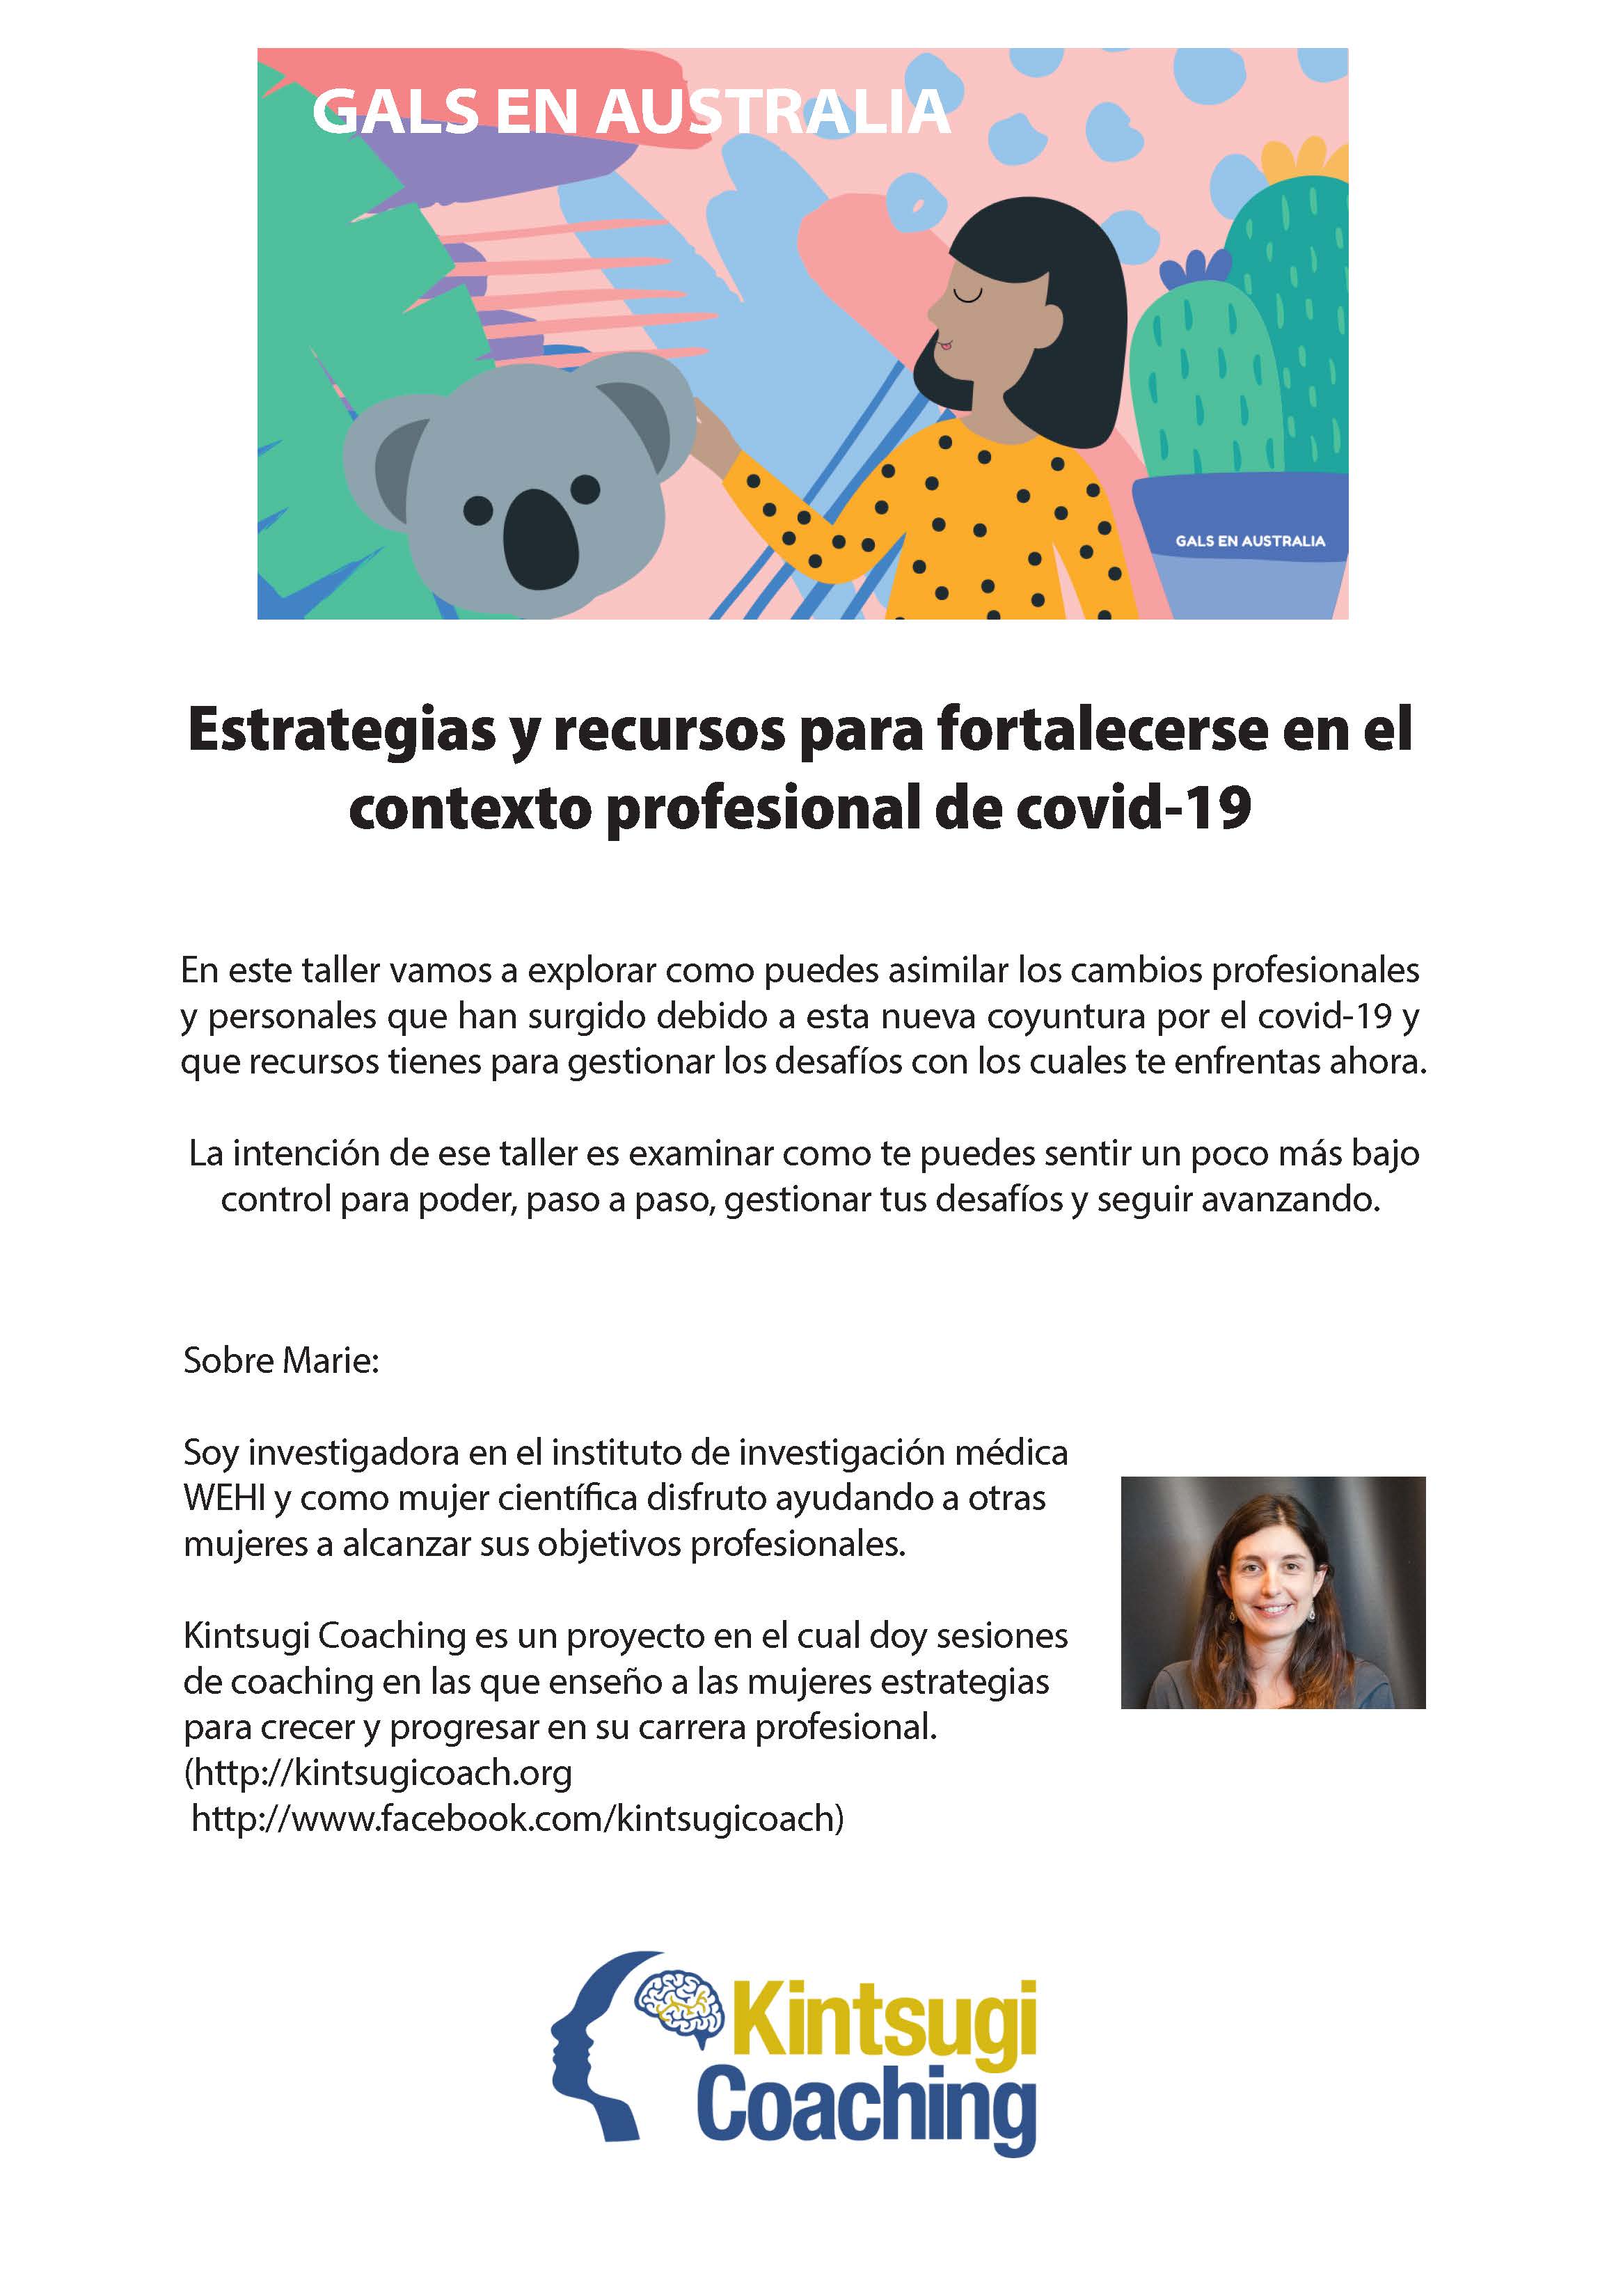 GALS EN AUSTRALIA
GALS EN AUSTRALIA
Estrategias y recursos para fortalecerse en el
contexto profesional de covid-19
En este taller vamos a explorar como puedes asimilar los cambios profesionales
y personales que han surgido debido a esta nueva coyuntura por el covid-19 y
que recursos tienes para gestionar los desafíos con los cuales te enfrentas ahora.
La intención de ese taller es examinar como te puedes sentir un poco más bajo
control para poder, paso a paso, gestionar tus desafíos y seguir avanzando.
Sobre Marie:
Soy investigadora en el instituto de investigación médica
WEHI y como mujer científica disfruto ayudando a otras
mujeres a alcanzar sus objetivos profesionales.
Kintsugi Coaching es un proyecto en el cual doy sesiones
de coaching en las que enseño a las mujeres estrategias
para crecer y progresar en su carrera profesional.
(http://kintsugicoach.org
http://www.facebook.com/kintsugicoach)
Kintsugi
Coaching